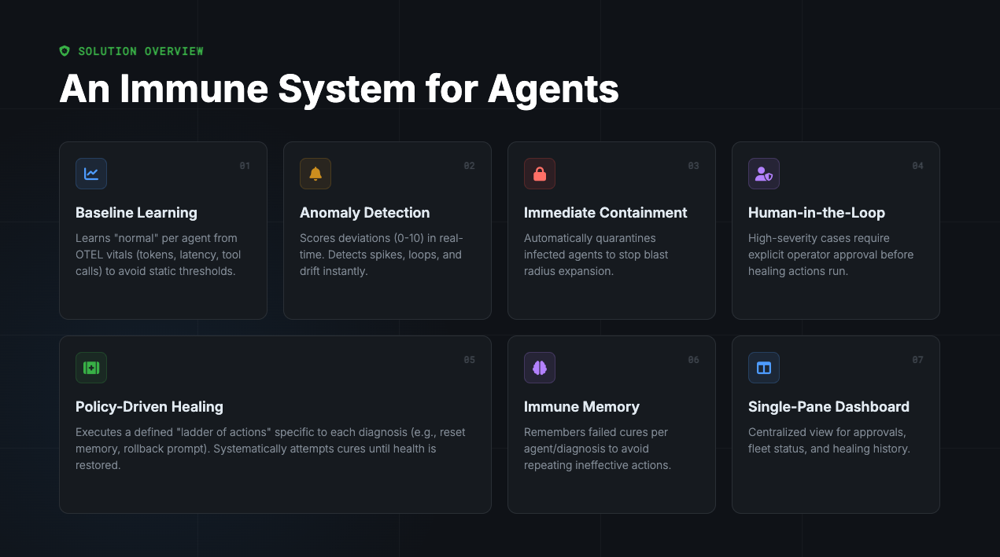 SOLUTION OVERVIEW
An Immune System for Agents
01
Baseline Learning
Learns "normal" per agent from
OTEL vitals (tokens, latency, tool
calls) to avoid static thresholds.
02
Anomaly Detection
Scores deviations (0-10) in real-
time. Detects spikes, loops, and
drift instantly.
03
Immediate Containment
Automatically quarantines
infected agents to stop blast
radius expansion.
04
Human-in-the-Loop
High-severity cases require
explicit operator approval before
healing actions run.
05
Policy-Driven Healing
Executes a defined "ladder of actions" specific to each diagnosis (e.g., reset
memory, rollback prompt). Systematically attempts cures until health is
restored.
06
Immune Memory
Remembers failed cures per
agent/diagnosis to avoid
repeating ineffective actions.
07
Single-Pane Dashboard
Centralized view for approvals,
fleet status, and healing history.